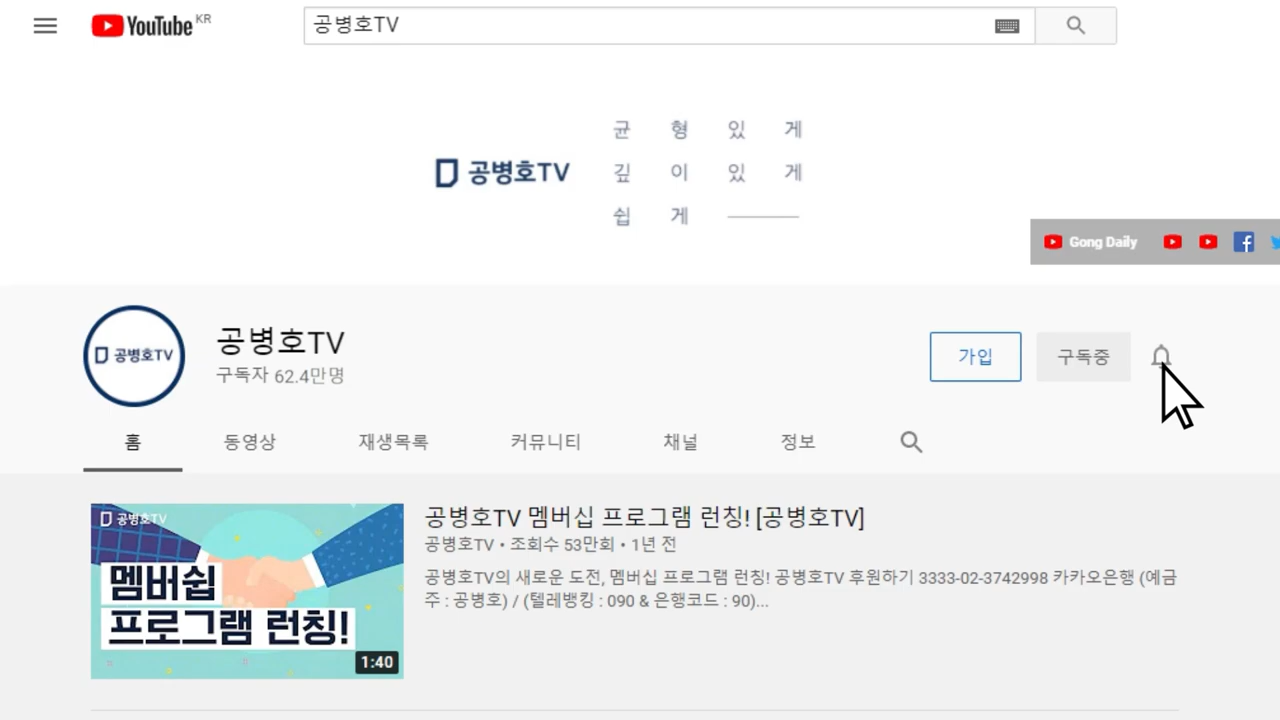 YouTube KR
공병호TV
균 형 있 게
공병호TV
깊 이 있 게
쉽 게
Gong Daily
공병호TV
공병호TV
구독자 62.4만명
가입
구독중
홈 동영상 재생목록 커뮤니티 채널 정보
공병호TV
멤버쉽
프로그램 런칭!
1:40
공병호TV 멤버십 프로그램 런칭! [공병호TV]
공병호TV • 조회수 53만회 • 1년 전
공병호TV의 새로운 도전, 멤버십 프로그램 런칭! 공병호TV 후원하기 3333-02-3742998 카카오은행 (예금
주 : 공병호) / (텔레뱅킹 : 090 & 은행코드 : 90)...